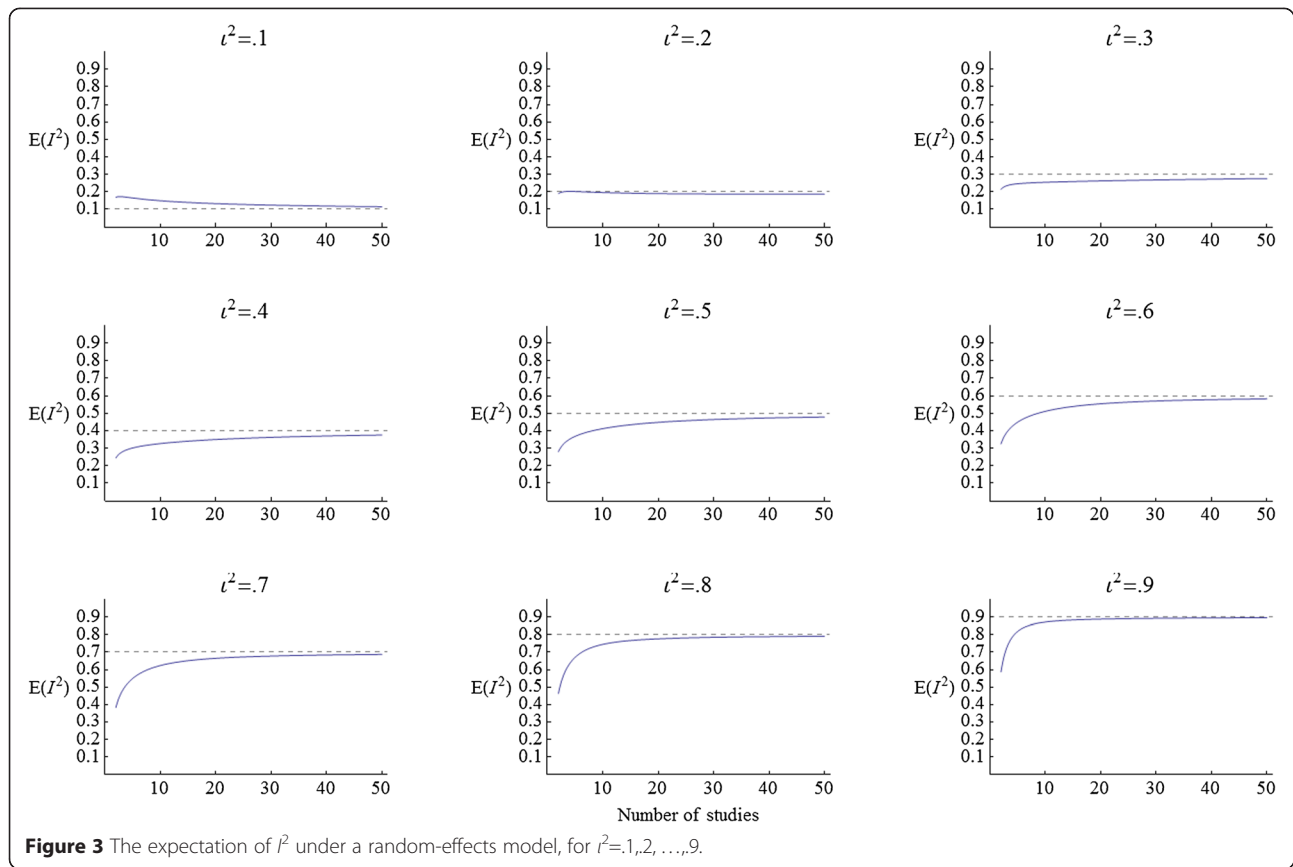 ι²=.1
ι²=.2
ι²=.3
0.9
0.8
0.7
0.6
E(I²) 0.5
0.4
0.3
0.2
0.1
10 20 30 40 50
0.9
0.8
0.7
0.6
E(I²) 0.5
0.4
0.3
0.2
0.1
10 20 30 40 50
0.9
0.8
0.7
0.6
E(I²) 0.5
0.4
0.3
0.2
0.1
10 20 30 40 50
ι²=.4
ι²=.5
ι²=.6
0.9
0.8
0.7
0.6
E(I²) 0.5
0.4
0.3
0.2
0.1
10 20 30 40 50
0.9
0.8
0.7
0.6
E(I²) 0.5
0.4
0.3
0.2
0.1
10 20 30 40 50
0.9
0.8
0.7
0.6
E(I²) 0.5
0.4
0.3
0.2
0.1
10 20 30 40 50
ι²=.7
ι²=.8
ι²=.9
0.9
0.8
0.7
0.6
E(I²) 0.5
0.4
0.3
0.2
0.1
10 20 30 40 50
0.9
0.8
0.7
0.6
E(I²) 0.5
0.4
0.3
0.2
0.1
10 20 30 40 50
0.9
0.8
0.7
0.6
E(I²) 0.5
0.4
0.3
0.2
0.1
10 20 30 40 50
Number of studies
Figure 3 The expectation of I² under a random-effects model, for ι²=.1,.2, …,.9.